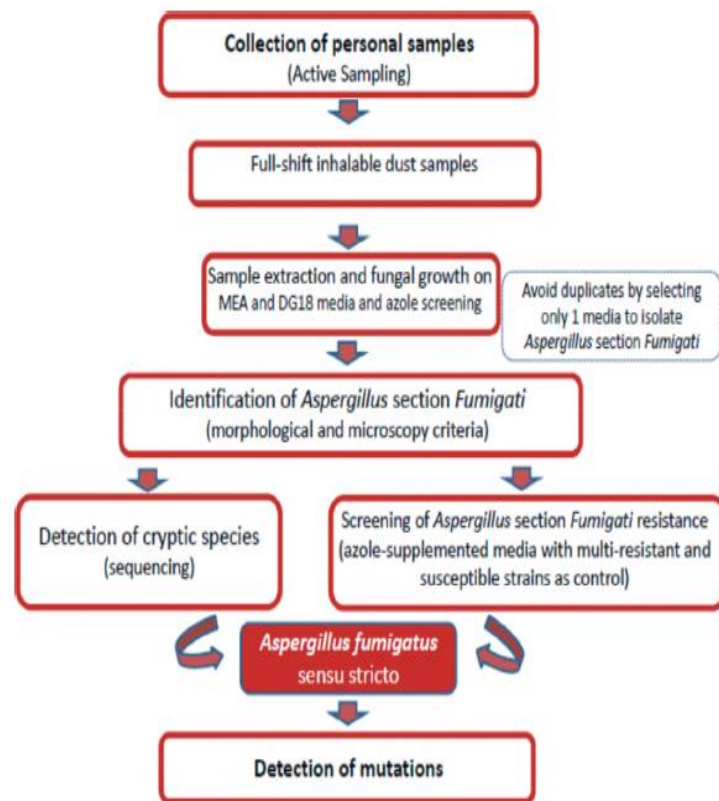 Collection of personal samples
(Active Sampling)
Full-shift inhalable dust samples
Sample extraction and fungal growth on
MEA and DG18 media and azole screening
Avoid duplicates by selecting
only 1 media to isolate
Aspergillus section Fumigati
Identification of Aspergillus section Fumigati
(morphological and microscopy criteria)
Detection of cryptic species
(sequencing)
Screening of Aspergillus section Fumigati resistance
(azole-supplemented media with multi-resistant and
susceptible strains as control)
Aspergillus fumigatus
sensu stricto
Detection of mutations